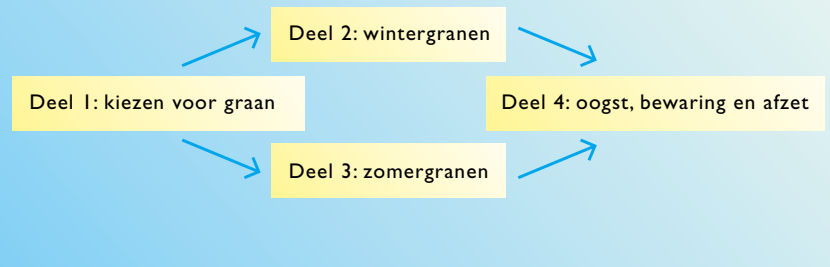 Deel 2: wintergranen
Deel 1: kiezen voor graan
Deel 4: oogst, bewaring en afzet
Deel 3: zomergranen